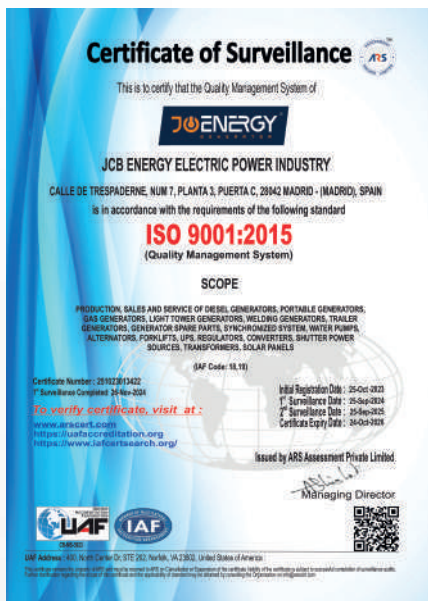 Certificate of Surveillance
ARS
This is to certify that the Quality Management System of
JCBENERGY
GENERATOR
JCB ENERGY ELECTRIC POWER INDUSTRY
CALLE DE TRESPADERNE, NUM 7, PLANTA 3, PUERTA C, 28042 MADRID - (MADRID), SPAIN
is in accordance with the requirements of the following standard
ISO 9001:2015
(Quality Management System)
SCOPE
PRODUCTION, SALES AND SERVICE OF DIESEL GENERATORS, PORTABLE GENERATORS,
GAS GENERATORS, LIGHT TOWER GENERATORS, WELDING GENERATORS, TRAILER
GENERATORS, GENERATOR SPARE PARTS, SYNCHRONIZED SYSTEM, WATER PUMPS,
ALTERNATORS, FORKLIFTS, UPS, REGULATORS, CONVERTERS, SHUTTER POWER
SOURCES, TRANSFORMERS, SOLAR PANELS
(IAF Code: 18,19)
Certificate Number : 251023013422
1st Surveillance Completed 26-Nov-2024
Initial Registration Date : 25-Oct-2023
1st Surveillance Date : 25-Sep-2024
2nd Surveillance Date : 25-Sep-2025
Certificate Expiry Date : 24-Oct-2026
To verify certificate, visit at :
www.arscert.com
https://uafaccreditation.org
https://www.iafcertsearch.org/
Issued by ARS Assessment Private Limited
Managing Director
UAF
IAF
UAF Address : 400, North Center Dr, STE 202, Norfolk, VA 23502, United States of America